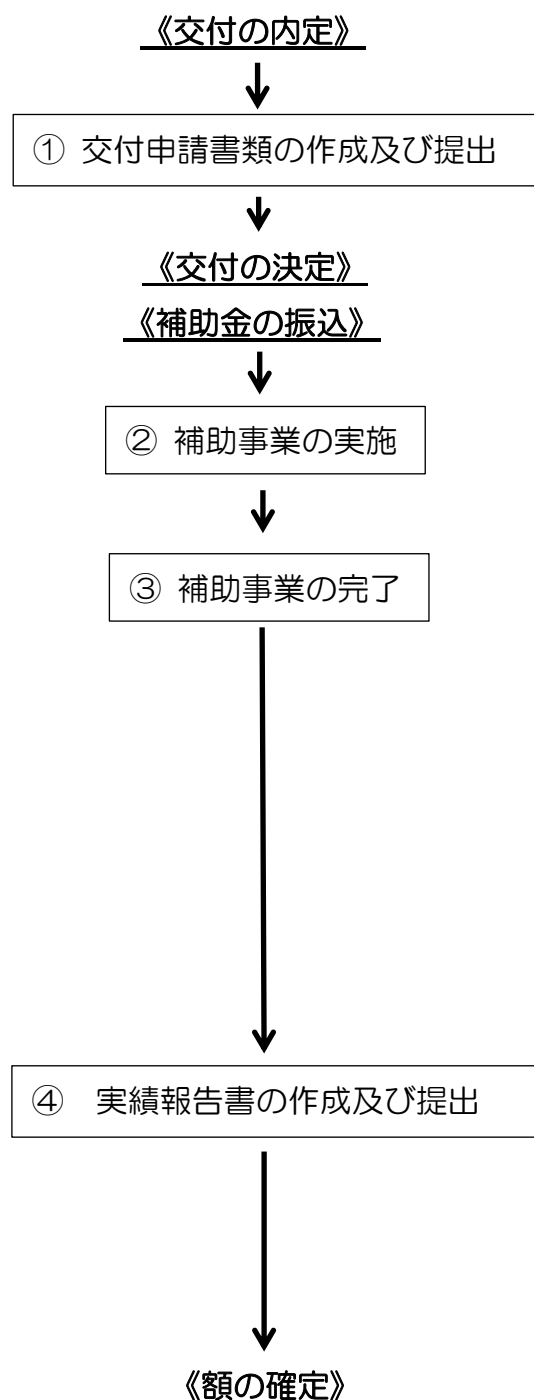 《交付の内定》
① 交付申請書類の作成及び提出
《交付の決定》
《補助金の振込》
② 補助事業の実施
③ 補助事業の完了
④　実績報告書の作成及び提出
《額の確定》